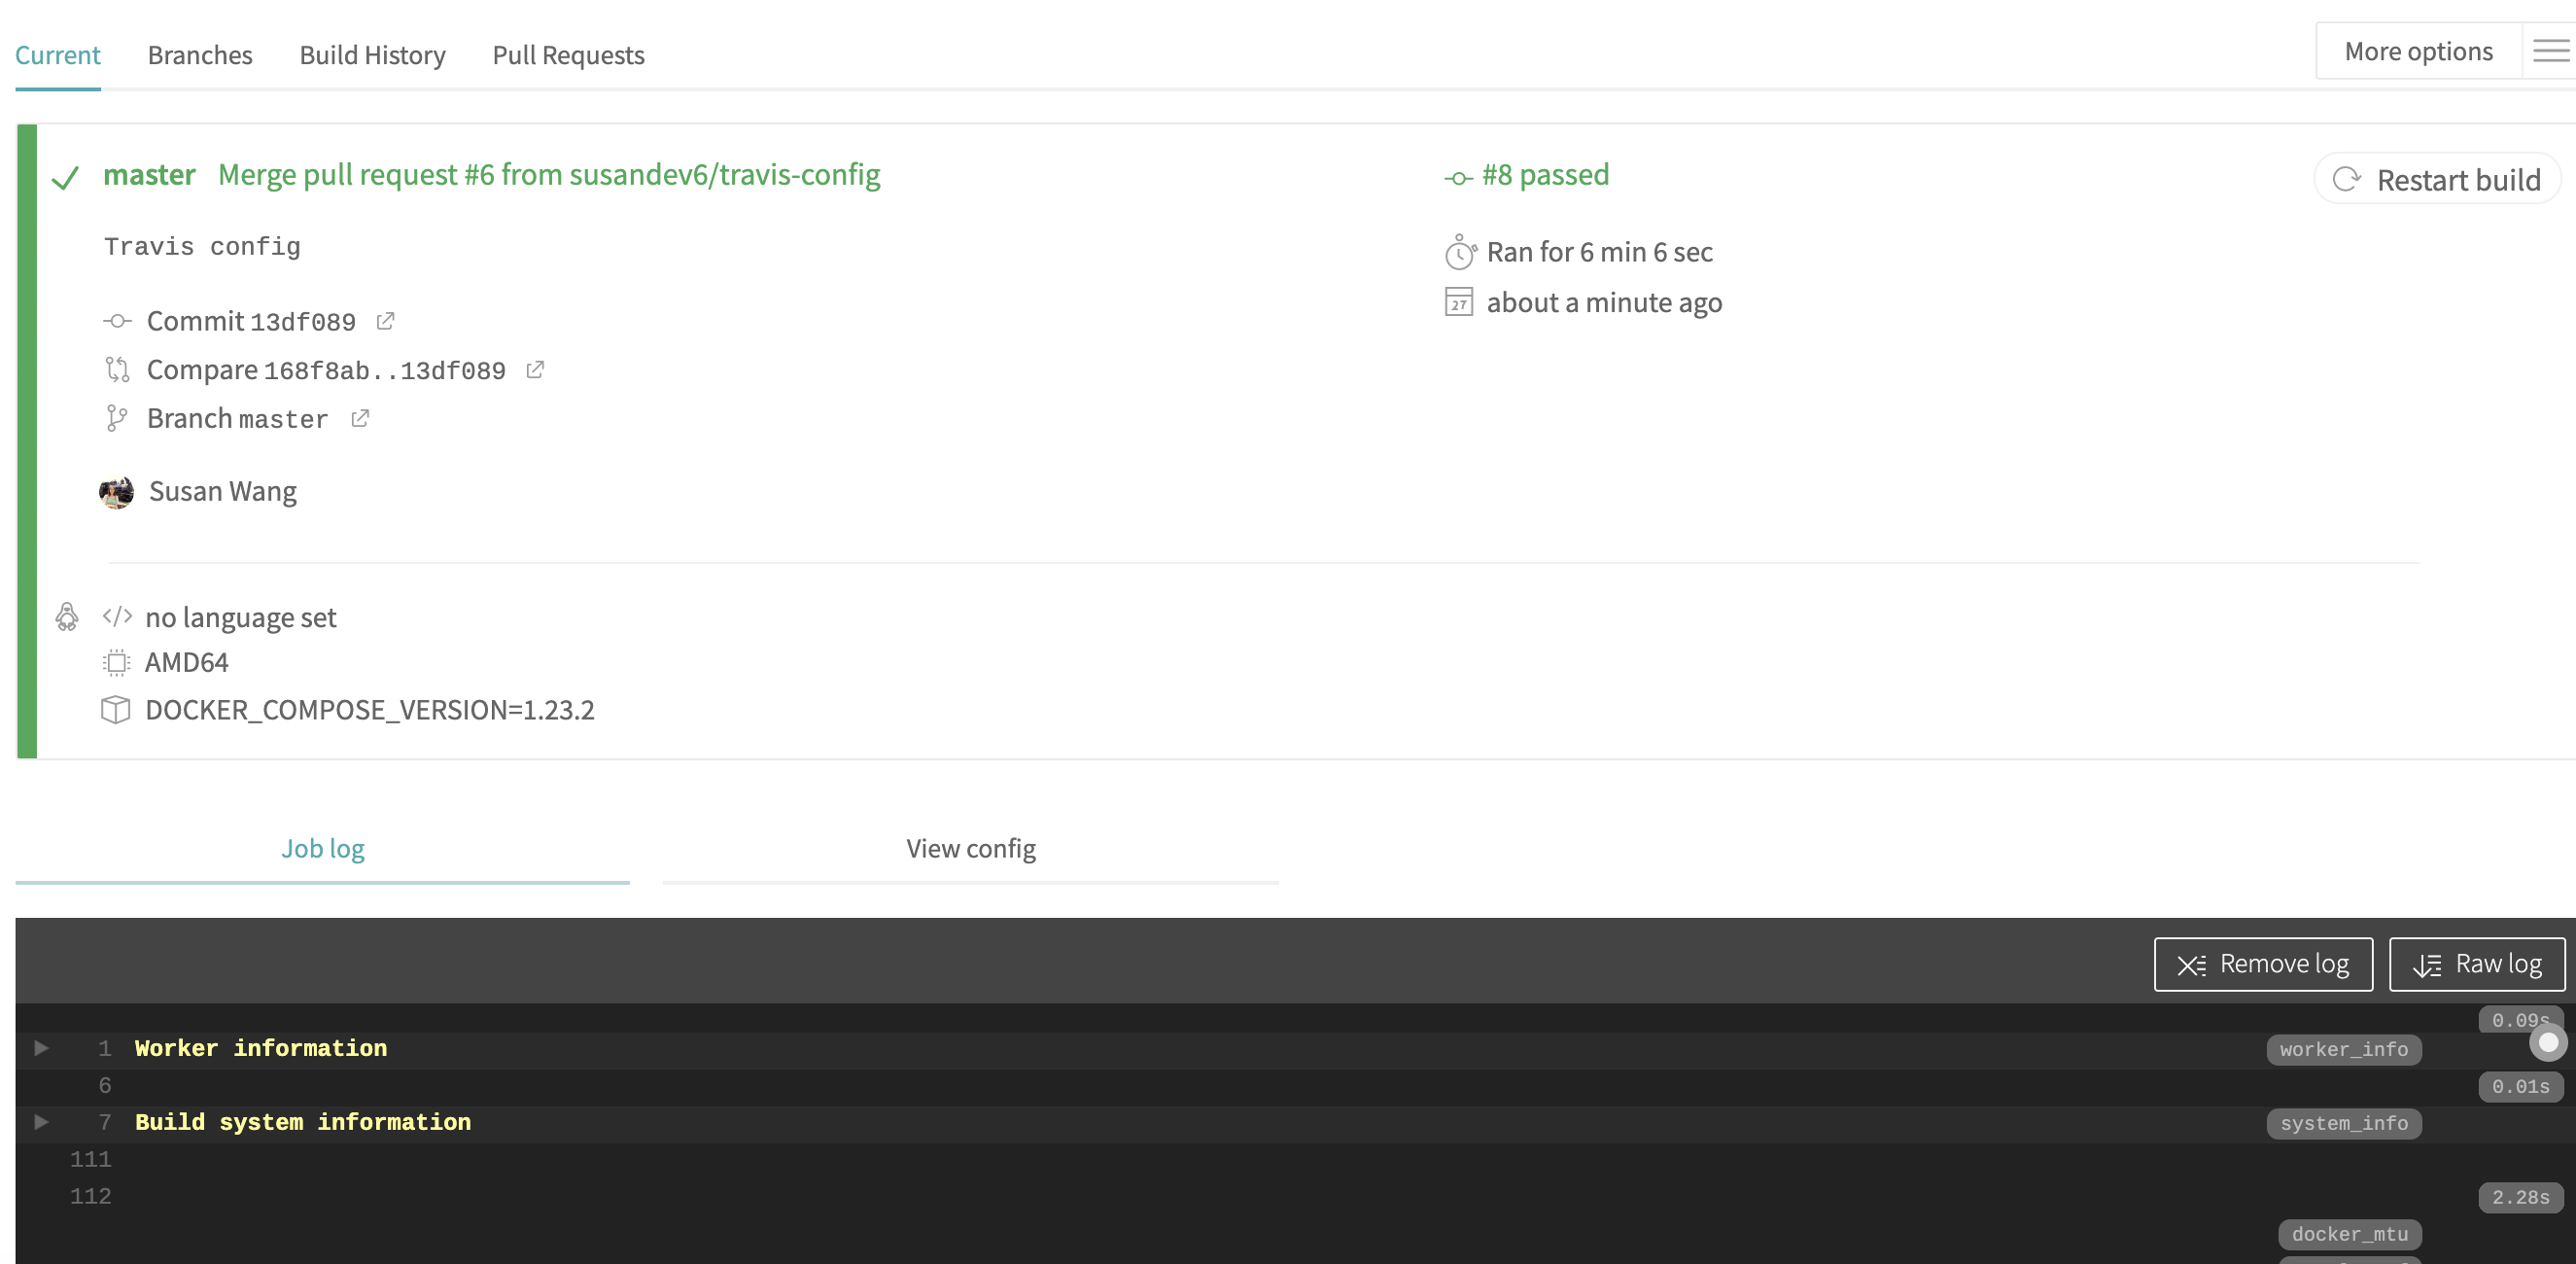 Current Branches Build History Pull Requests More options
master Merge pull request #6 from susandev6/travis-config
#8 passed
Restart build
Travis config
Ran for 6 min 6 sec
27 about a minute ago
Commit 13df089
Compare 168f8ab..13df089
Branch master
Susan Wang
</> no language set
AMD64
DOCKER_COMPOSE_VERSION=1.23.2
Job log View config
Remove log Raw log
0.09s
1 Worker information worker_info
6 0.01s
7 Build system information system_info
111
112 2.28s
docker_mtu